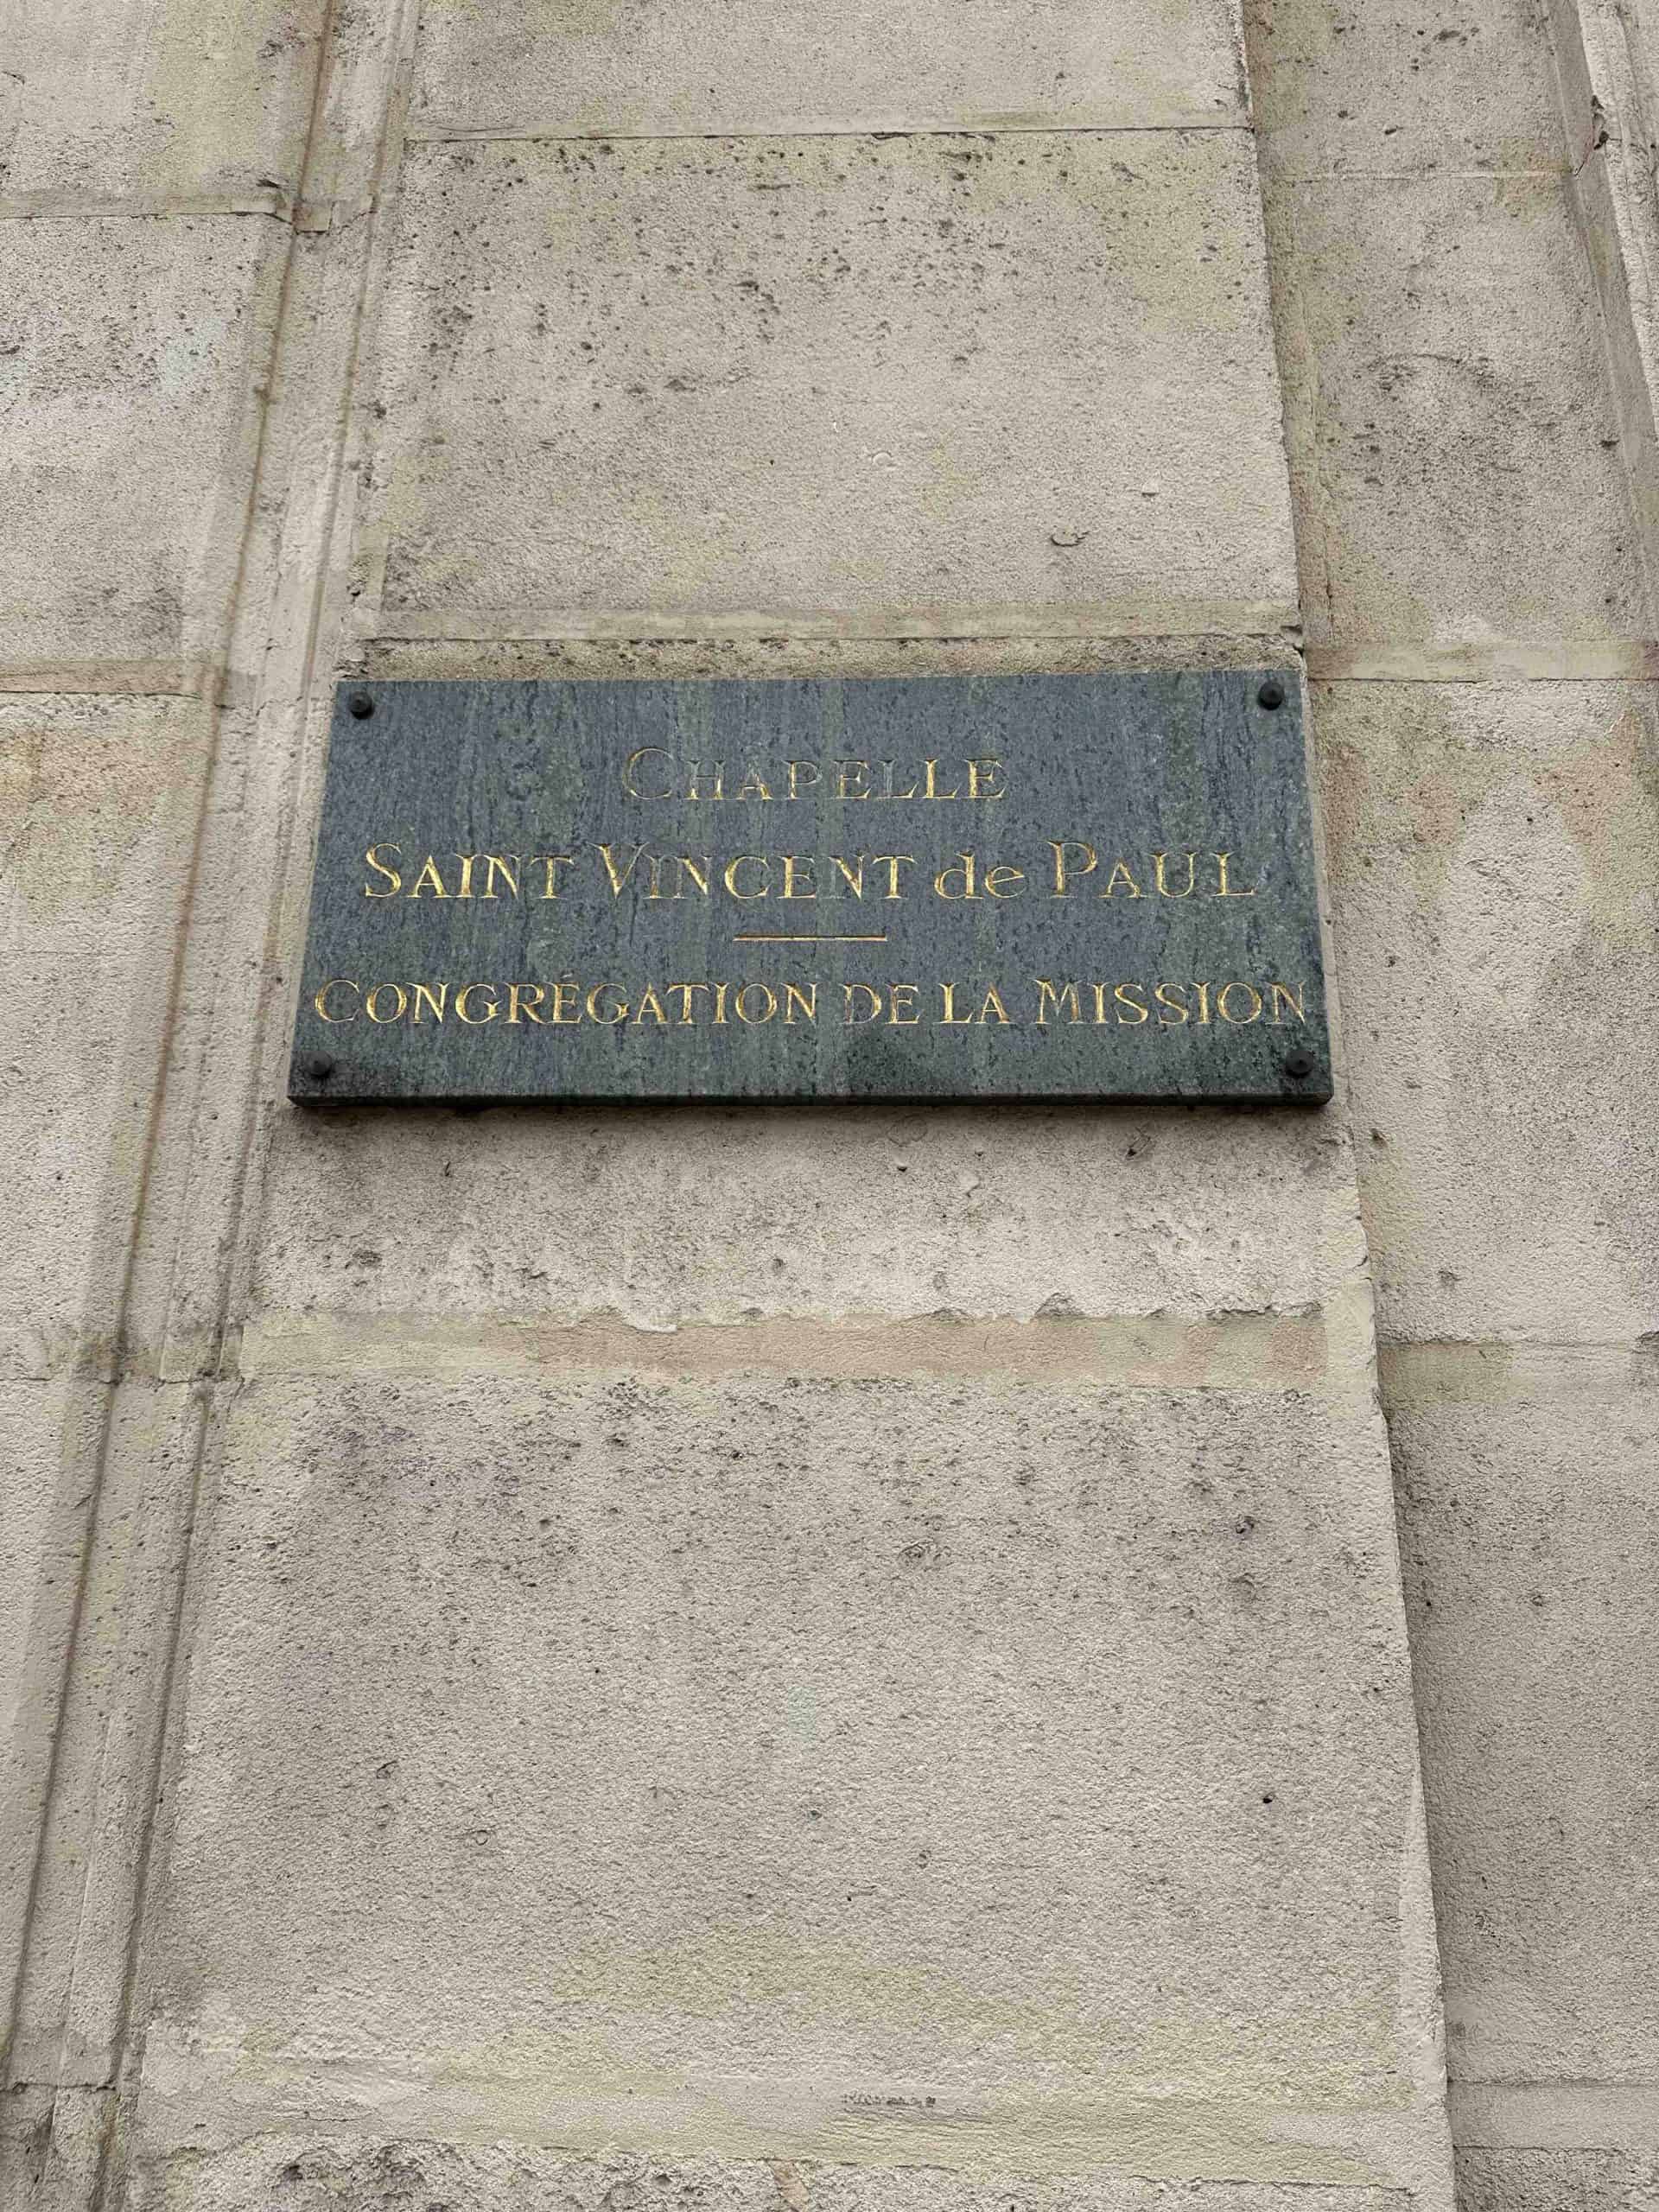 CHAPELLE
SAINT VINCENT de PAUL
CONGRÉGATION DE LA MISSION